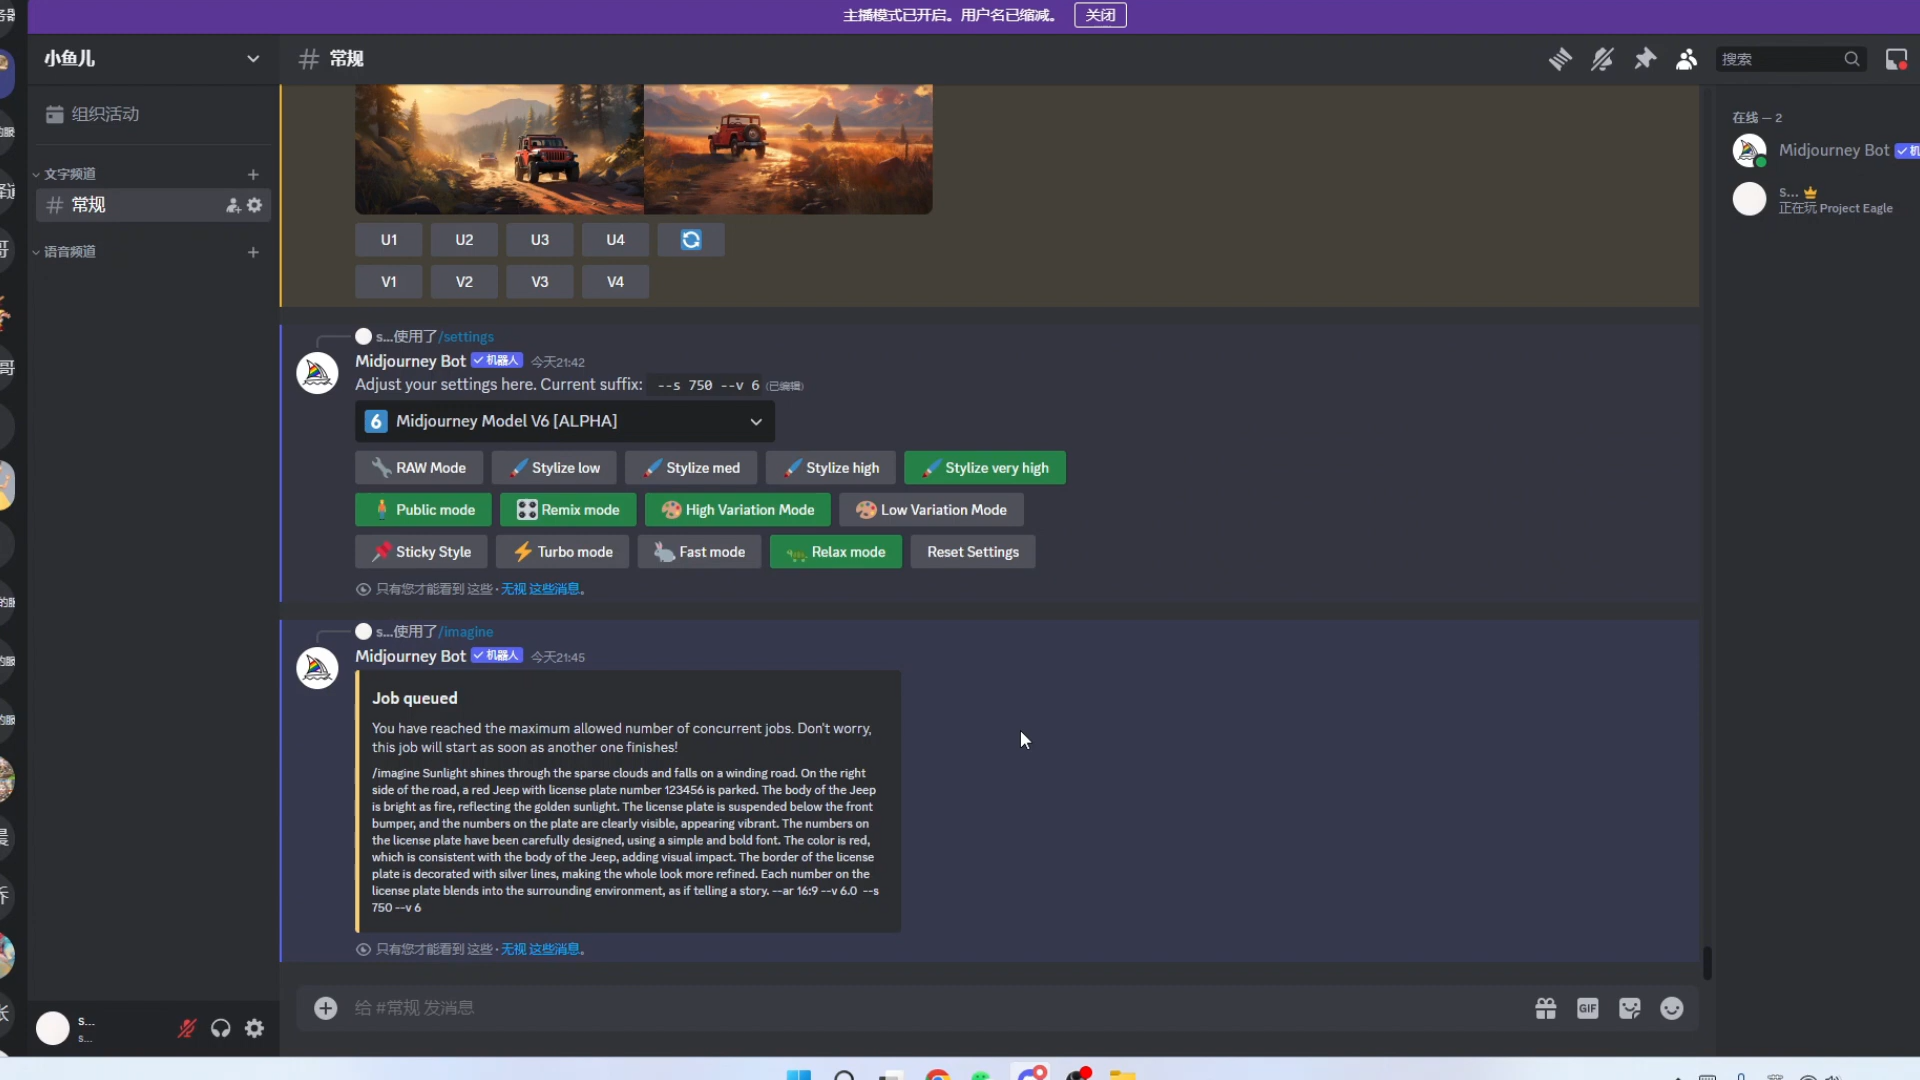 主播模式已开启。用户名已缩减。 关闭
小鱼儿
# 常规
搜索
组织活动
文字频道
# 常规
语音频道
在线 — 2
Midjourney Bot
s...
正在玩 Project Eagle
U1 U2 U3 U4
V1 V2 V3 V4
s...使用了/settings
Midjourney Bot 机器人 今天21:42
Adjust your settings here. Current suffix: --s 750 --v 6 (已编辑)
6 Midjourney Model V6 [ALPHA]
RAW Mode Stylize low Stylize med Stylize high Stylize very high
Public mode Remix mode High Variation Mode Low Variation Mode
Sticky Style Turbo mode Fast mode Relax mode Reset Settings
只有您才能看到 这些 · 无视 这些消息。
s...使用了/imagine
Midjourney Bot 机器人 今天21:45
Job queued
You have reached the maximum allowed number of concurrent jobs. Don't worry,
this job will start as soon as another one finishes!
/imagine Sunlight shines through the sparse clouds and falls on a winding road. On the right
side of the road, a red Jeep with license plate number 123456 is parked. The body of the Jeep
is bright as fire, reflecting the golden sunlight. The license plate is suspended below the front
bumper, and the numbers on the plate are clearly visible, appearing vibrant. The numbers on
the license plate have been carefully designed, using a simple and bold font. The color is red,
which is consistent with the body of the Jeep, adding visual impact. The border of the license
plate is decorated with silver lines, making the whole look more refined. Each number on the
license plate blends into the surrounding environment, as if telling a story. --ar 16:9 --v 6.0 --s
750 --v 6
只有您才能看到 这些 · 无视 这些消息。
给 #常规 发消息
GIF
s...
s...